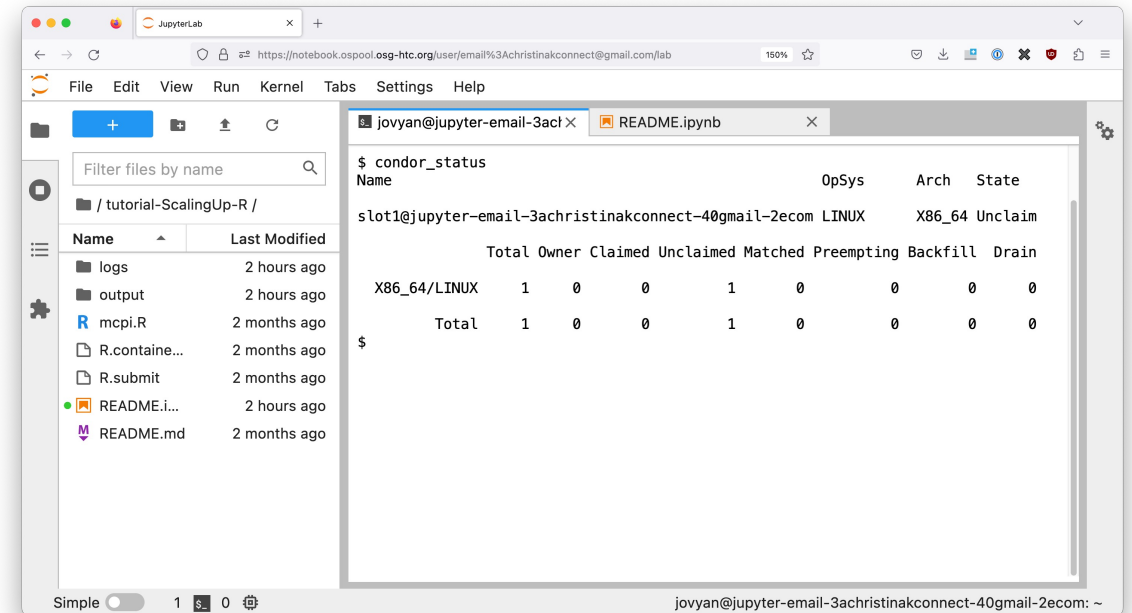 JupyterLab
https://notebook.ospool.osg-htc.org/user/email%3Achristinakconnect@gmail.com/lab
150%
File Edit View Run Kernel Tabs Settings Help
Filter files by name
/ tutorial-ScalingUp-R /
Name Last Modified
logs 2 hours ago
output 2 hours ago
mcpi.R 2 months ago
R.containe... 2 months ago
R.submit 2 months ago
README.i... 2 hours ago
README.md 2 months ago
jovyan@jupyter-email-3ach
README.ipynb
$ condor_status
Name OpSys Arch State
slot1@jupyter-email-3achristinakconnect-40gmail-2ecom LINUX X86_64 Unclaim
Total Owner Claimed Unclaimed Matched Preempting Backfill Drain
X86_64/LINUX 1 0 0 1 0 0 0 0
Total 1 0 0 1 0 0 0 0
$
Simple 1 $_ 0 jovyan@jupyter-email-3achristinakconnect-40gmail-2ecom: ~